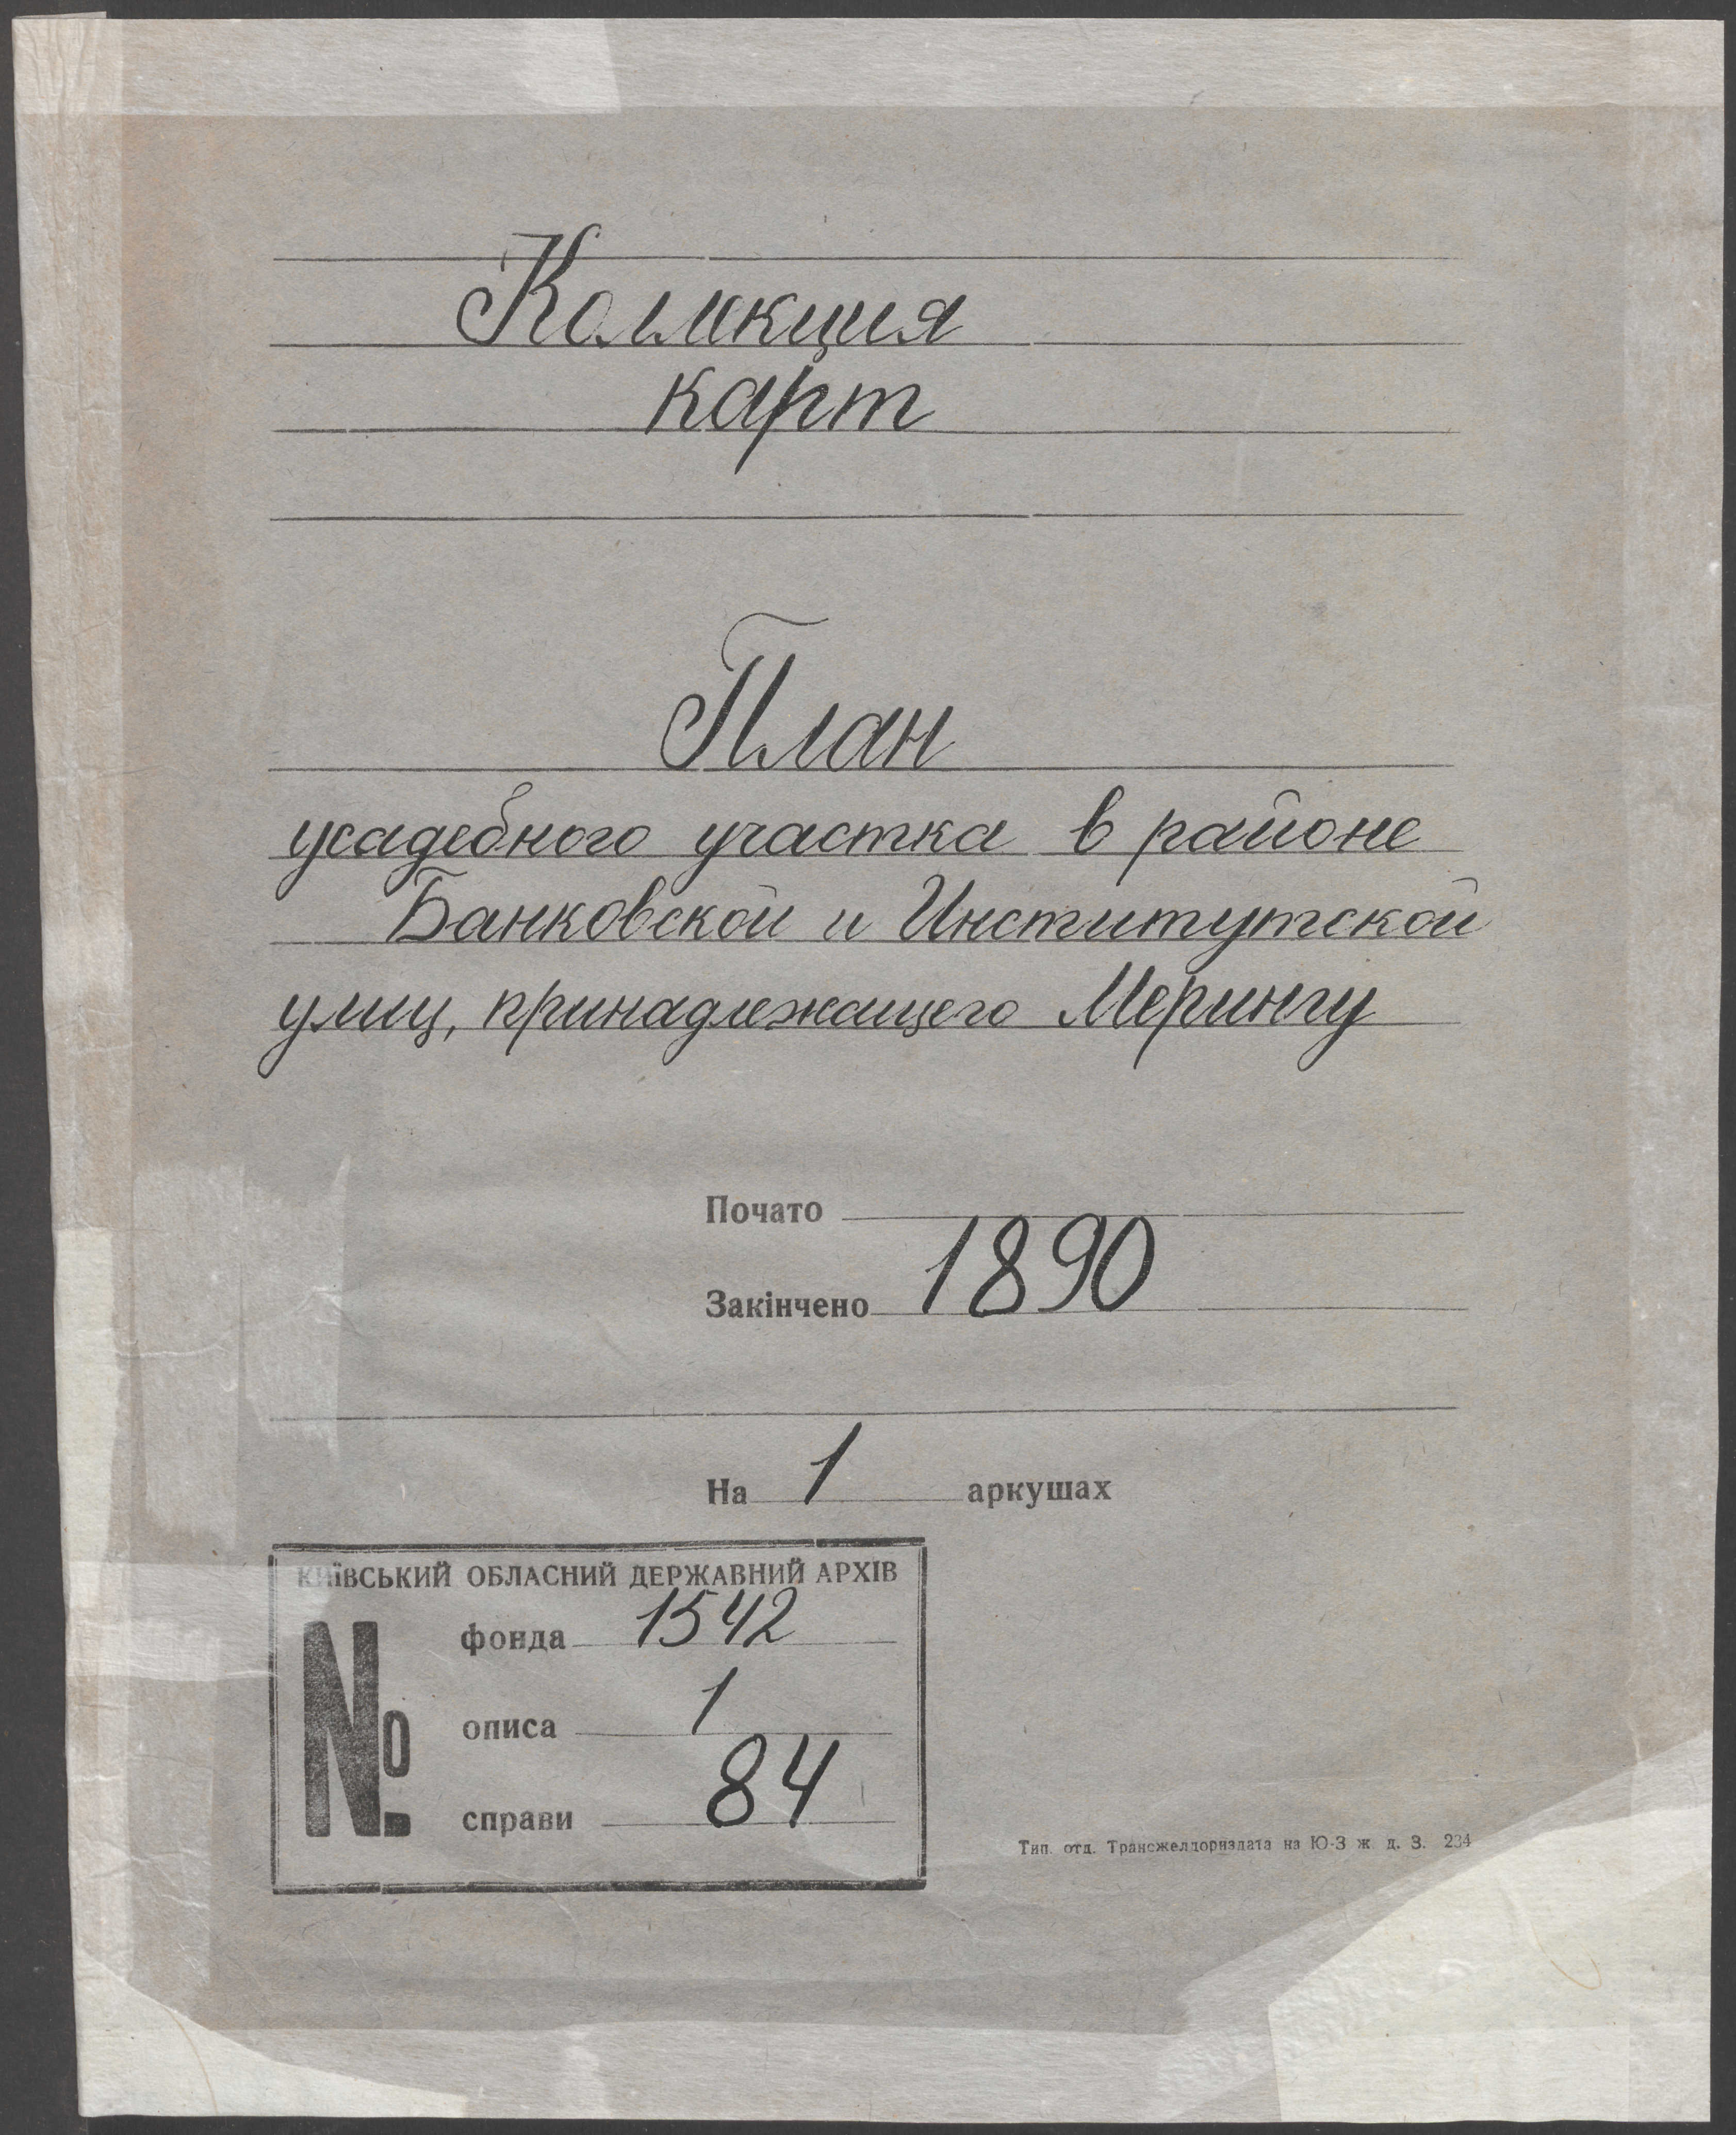 Коллекция
карт
План
усадебного участка в районе
Банковской и Институтской
улиц, принадлежащего Мерингу
Почато
1890
Закінчено
На 1 аркушах
КИЇВСЬКИЙ ОБЛАСНИЙ ДЕРЖАВНИЙ АРХІВ
№
фонда 1542
описа 1
справи 84
Тип. отд. Трансжелдориздата на Ю-З ж. д. З. 234